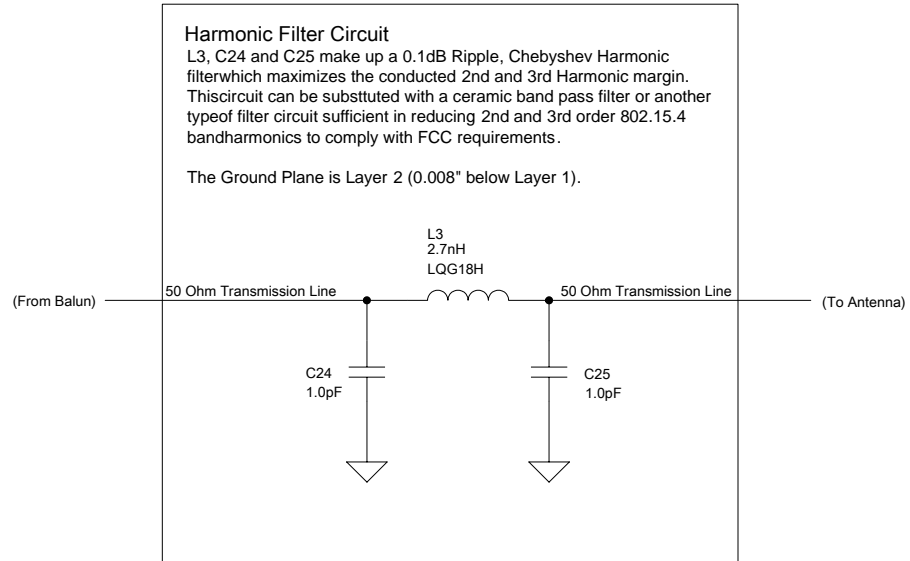 Harmonic Filter Circuit
L3, C24 and C25 make up a 0.1dB Ripple, Chebyshev Harmonic
filterwhich maximizes the conducted 2nd and 3rd Harmonic margin.
Thiscircuit can be substtuted with a ceramic band pass filter or another
typeof filter circuit sufficient in reducing 2nd and 3rd order 802.15.4
bandharmonics to comply with FCC requirements.
The Ground Plane is Layer 2 (0.008" below Layer 1).
L3
2.7nH
LQG18H
(From Balun)
50 Ohm Transmission Line
50 Ohm Transmission Line
(To Antenna)
C24
1.0pF
C25
1.0pF